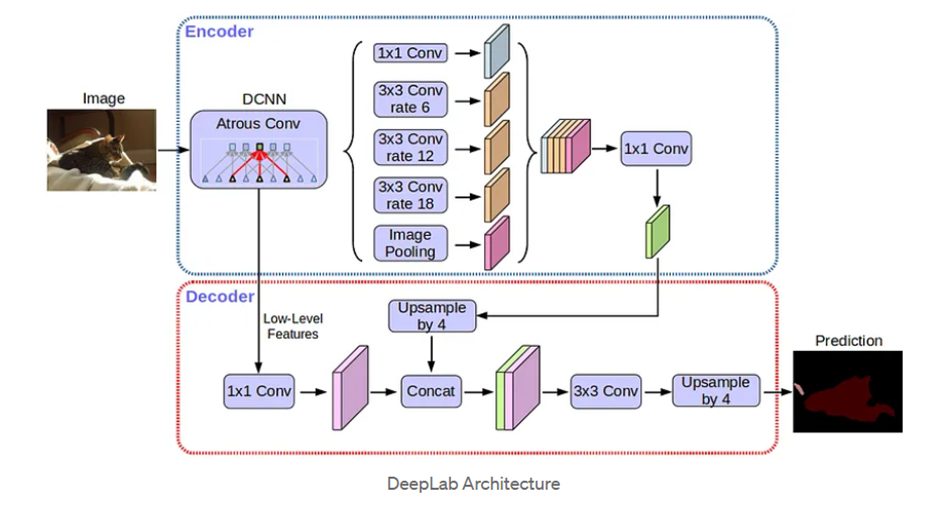 Encoder
Image
DCNN
Atrous Conv
1x1 Conv
3x3 Conv
rate 6
3x3 Conv
rate 12
3x3 Conv
rate 18
Image
Pooling
1x1 Conv
Decoder
Low-Level
Features
Upsample
by 4
1x1 Conv
Concat
3x3 Conv
Upsample
by 4
Prediction
DeepLab Architecture